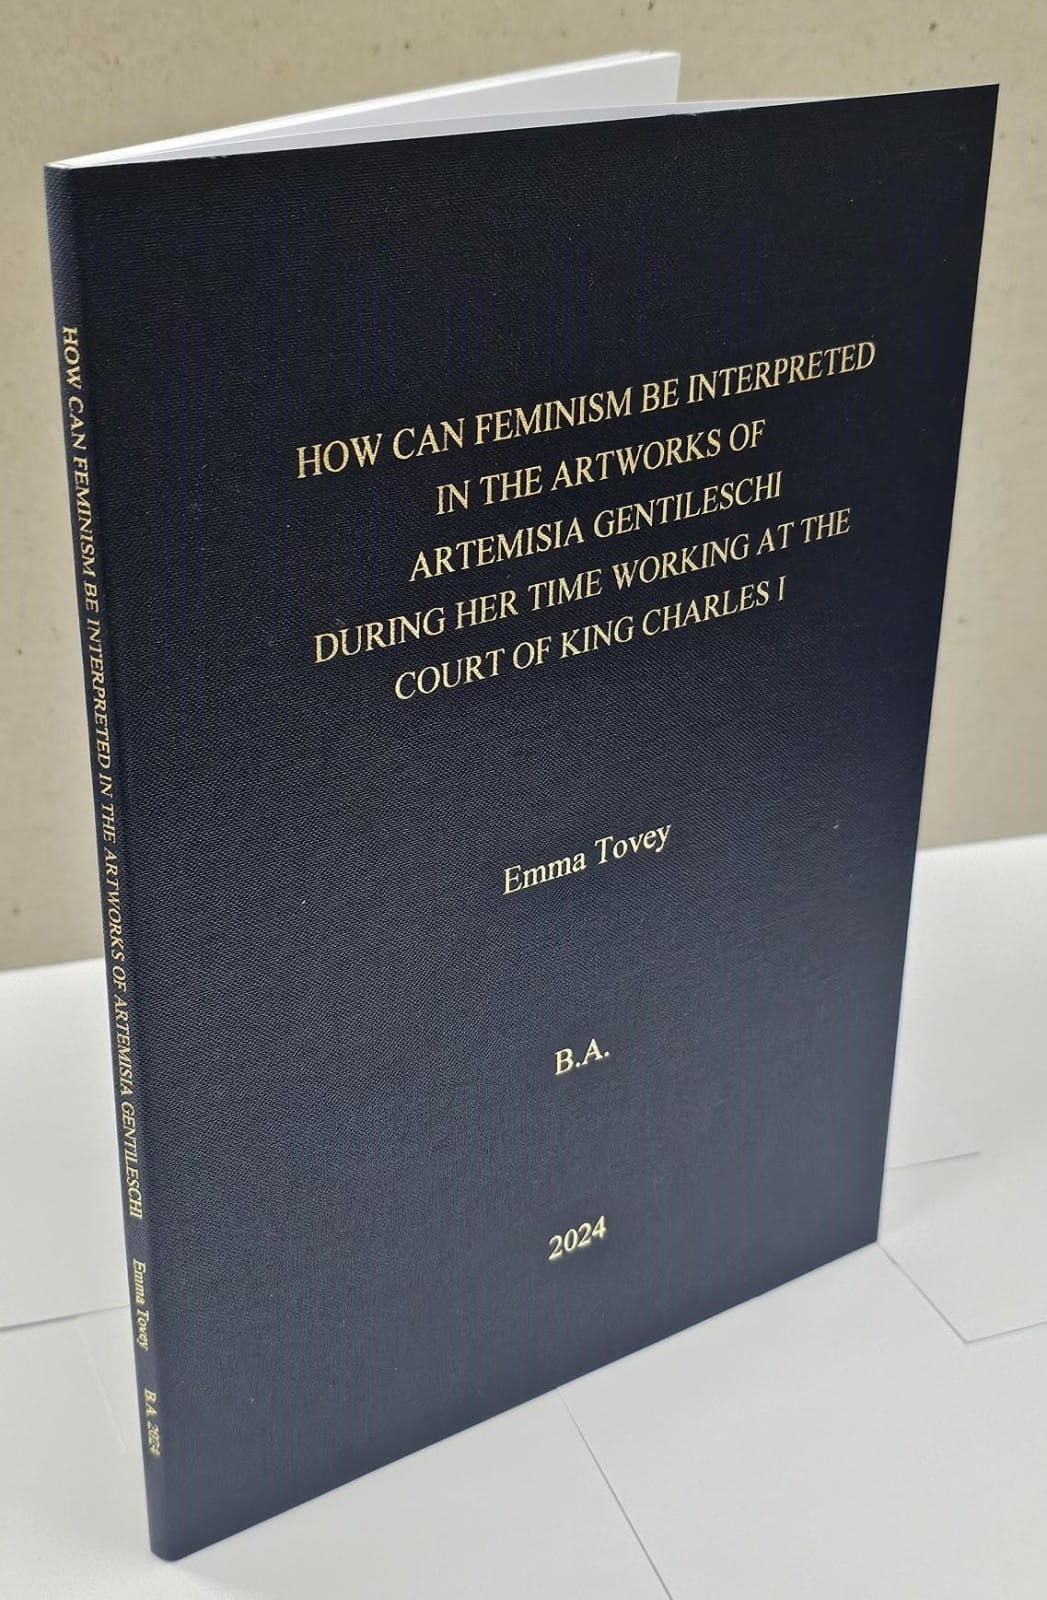 HOW CAN FEMINISM BE INTERPRETED
IN THE ARTWORKS OF
ARTEMISIA GENTILESCHI
DURING HER TIME WORKING AT THE
COURT OF KING CHARLES I
Emma Tovey
B.A.
2024
HOW CAN FEMINISM BE INTERPRETED IN THE ARTWORKS OF ARTEMISIA GENTILESCHI Emma Tovey B.A. 2024